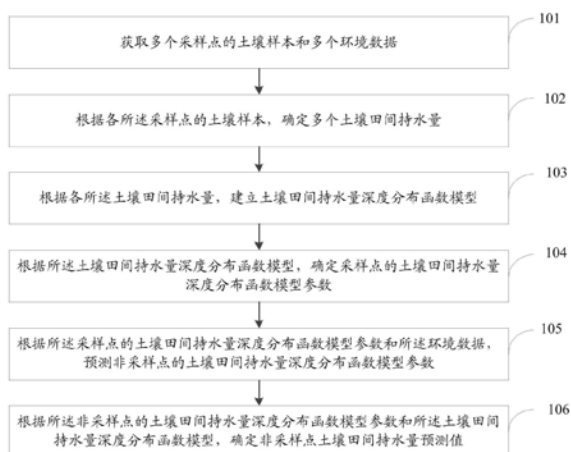 101
获取多个采样点的土壤样本和多个环境数据
102
根据各所述采样点的土壤样本，确定多个土壤田间持水量
103
根据各所述土壤田间持水量，建立土壤田间持水量深度分布函数模型
104
根据所述土壤田间持水量深度分布函数模型，确定采样点的土壤田间持水量
深度分布函数模型参数
105
根据所述采样点的土壤田间持水量深度分布函数模型参数和所述环境数据，
预测非采样点的土壤田间持水量深度分布函数模型参数
106
根据所述非采样点的土壤田间持水量深度分布函数模型参数和所述土壤田间
持水量深度分布函数模型，确定非采样点土壤田间持水量预测值